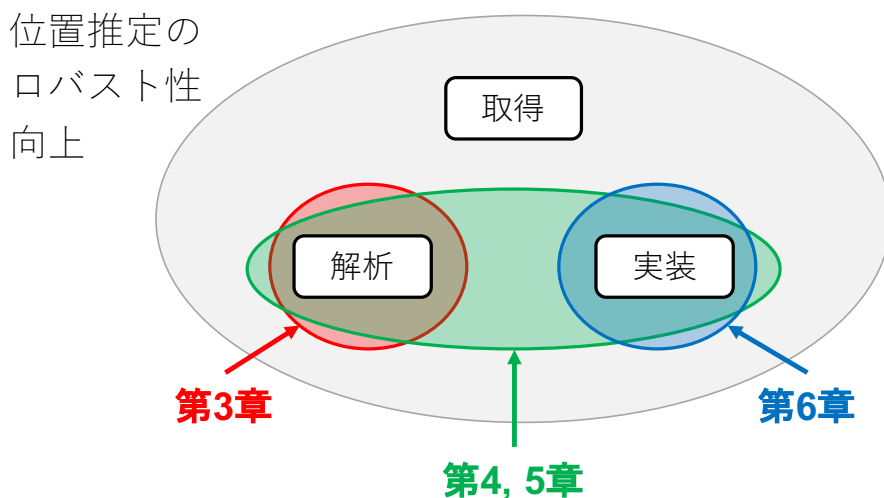 位置推定の
ロバスト性
向上
取得
解析
実装
第3章
第6章
第4, 5章